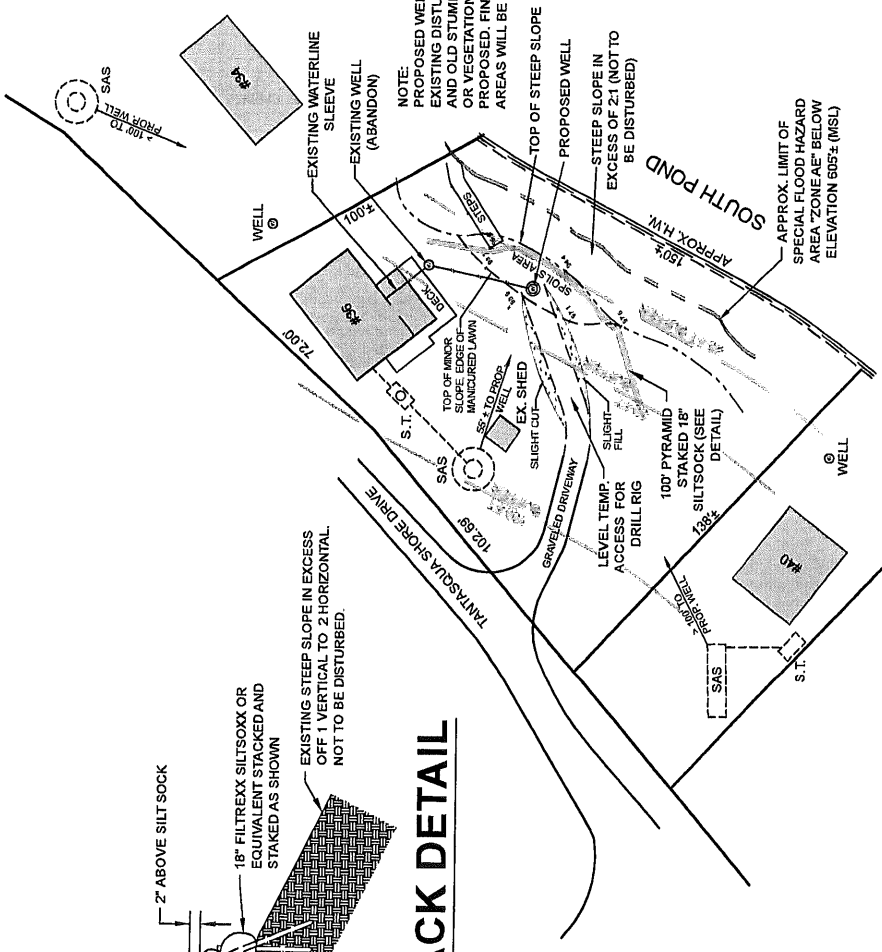 2" ABOVE SILT SOCK
18" FILTREXX SILTSOXX OR
EQUIVALENT STACKED AND
STAKED AS SHOWN
EXISTING STEEP SLOPE IN EXCESS
OFF 1 VERTICAL TO 2 HORIZONTAL.
NOT TO BE DISTURBED.
ACK DETAIL
SAS
> 100' TO
PROP. WELL
#34
EXISTING WATERLINE
SLEEVE
EXISTING WELL
(ABANDON)
NOTE:
PROPOSED WEL
EXISTING DISTU
AND OLD STUMI
OR VEGETATION
PROPOSED. FIN
AREAS WILL BE
WELL
100'±
#36
DECK
72.00'
STEPS
TOP OF STEEP SLOPE
PROPOSED WELL
STEEP SLOPE IN
EXCESS OF 2:1 (NOT TO
BE DISTURBED)
SPOILS AREA
SOUTH POND
APPROX. H.W.
150'±
APPROX. LIMIT OF
SPECIAL FLOOD HAZARD
AREA "ZONE AE" BELOW
ELEVATION 605'± (MSL)
TOP OF MINOR
SLOPE, EDGE OF
MANICURED LAWN
S.T.
SAS
55' ± TO PROP
WELL
EX. SHED
SLIGHT CUT
SLIGHT
FILL
TANTASQUA SHORE DRIVE
102.69'
GRAVELED DRIVEWAY
LEVEL TEMP.
ACCESS FOR
DRILL RIG
100' PYRAMID
STAKED 18"
SILTSOCK (SEE
DETAIL)
138'±
WELL
#40
> 100' TO
PROP. WELL
SAS
S.T.